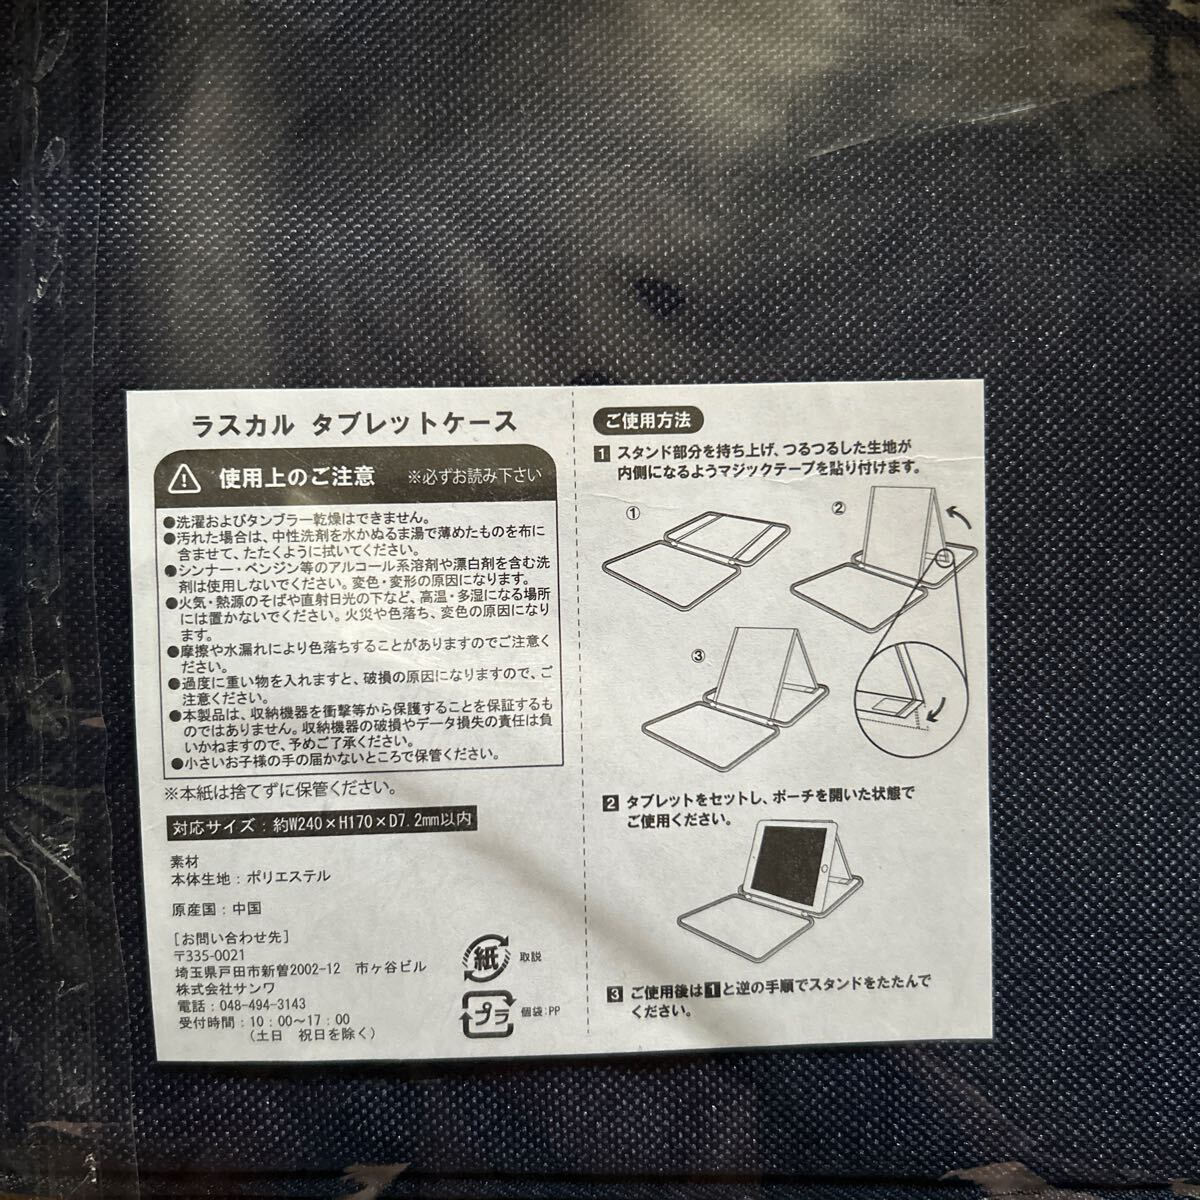 ラスカル タブレットケース
使用上のご注意 ※必ずお読み下さい
●洗濯およびタンブラー乾燥はできません。
●汚れた場合は、中性洗剤を水かぬるま湯で薄めたものを布に
含ませて、たたくように拭いてください。
●シンナー・ベンジン等のアルコール系溶剤や漂白剤を含む洗
剤は使用しないでください。変色・変形の原因になります。
●火気・熱源のそばや直射日光の下など、高温・多湿になる場所
には置かないでください。火災や色落ち、変色の原因になり
ます。
●摩擦や水漏れにより色落ちすることがありますのでご注意く
ださい。
●過度に重い物を入れますと、破損の原因になりますので、ご
注意ください。
●本製品は、収納機器を衝撃等から保護することを保証するも
のではありません。収納機器の破損やデータ損失の責任は負
いかねますので、予めご了承ください。
●小さいお子様の手の届かないところで保管ください。
※本紙は捨てずに保管ください。
対応サイズ：約W240×H170×D7.2mm以内
素材
本体生地：ポリエステル
原産国：中国
[お問い合わせ先]
〒335-0021
埼玉県戸田市新曽2002-12 市ヶ谷ビル
株式会社サンワ
電話：048-494-3143
受付時間：10：00〜17：00
（土日 祝日を除く）
紙 取説
プラ 個袋：PP
ご使用方法
1 スタンド部分を持ち上げ、つるつるした生地が
内側になるようマジックテープを貼り付けます。
①
②
③
2 タブレットをセットし、ポーチを開いた状態で
ご使用ください。
3 ご使用後は1と逆の手順でスタンドをたたんで
ください。